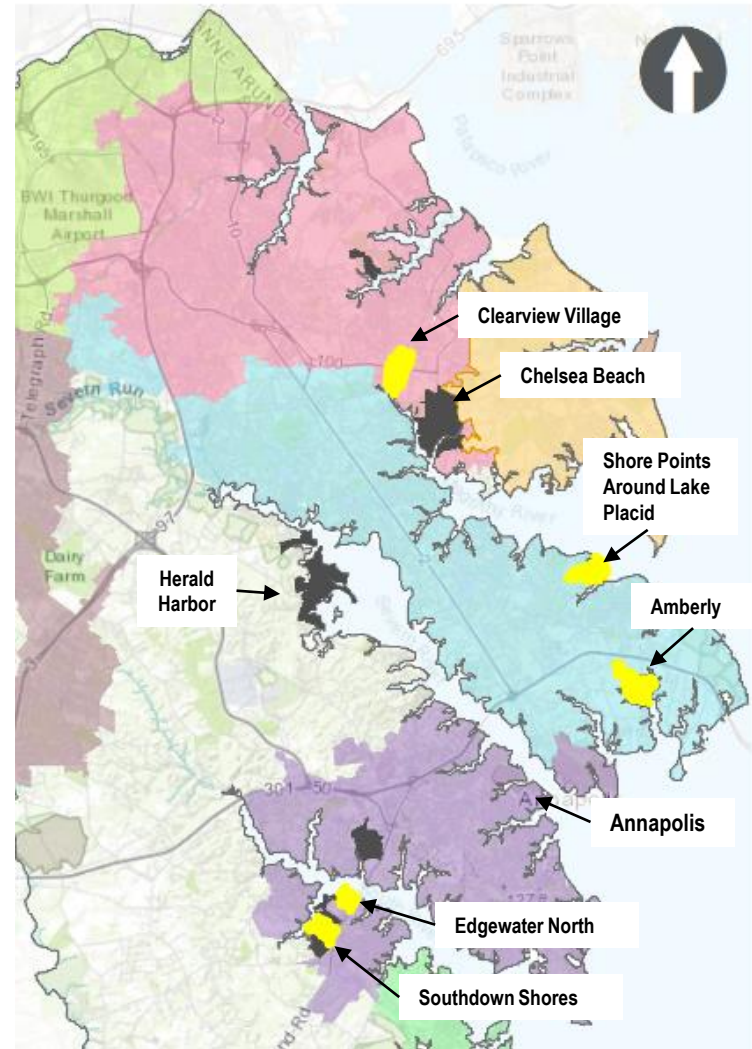 695
ANNE ARUNDEL
Sparrows
Point
Industrial
Complex
Patapsco River
195
BWI Thurgood
Marshall
Airport
10
Telegraph Rd
Clearview Village
100
Chelsea Beach
Severn Run
Shore Points
Around Lake
Placid
97
Dairy
Farm
Herald
Harbor
Amberly
301
50
Annapolis
Edgewater North
Southdown Shores